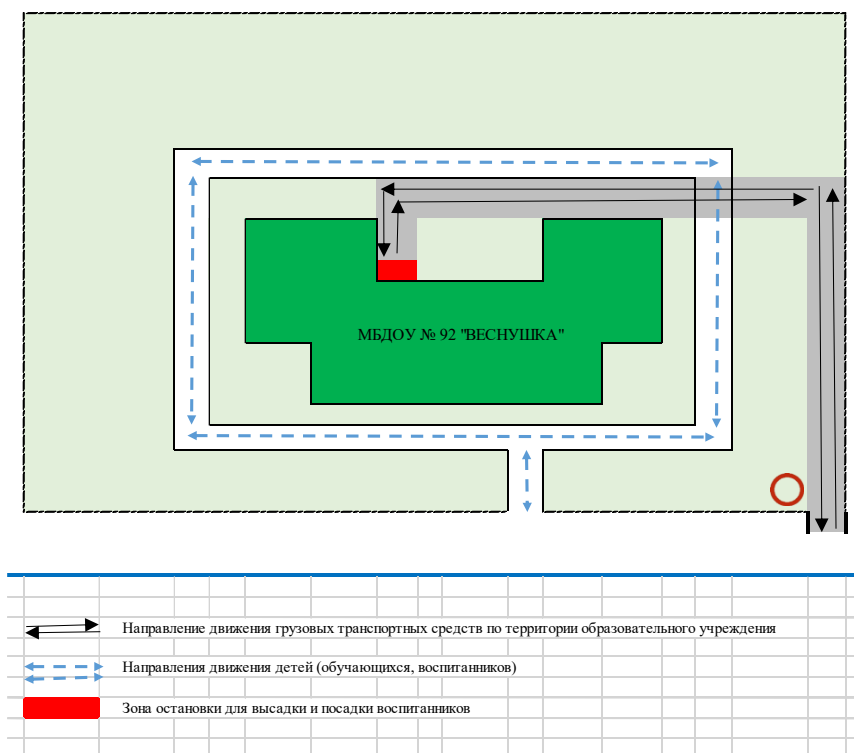 МБДОУ № 92 "ВЕСНУШКА"
Направление движения грузовых транспортных средств по территории образовательного учреждения
Направления движения детей (обучающихся, воспитанников)
Зона остановки для высадки и посадки воспитанников